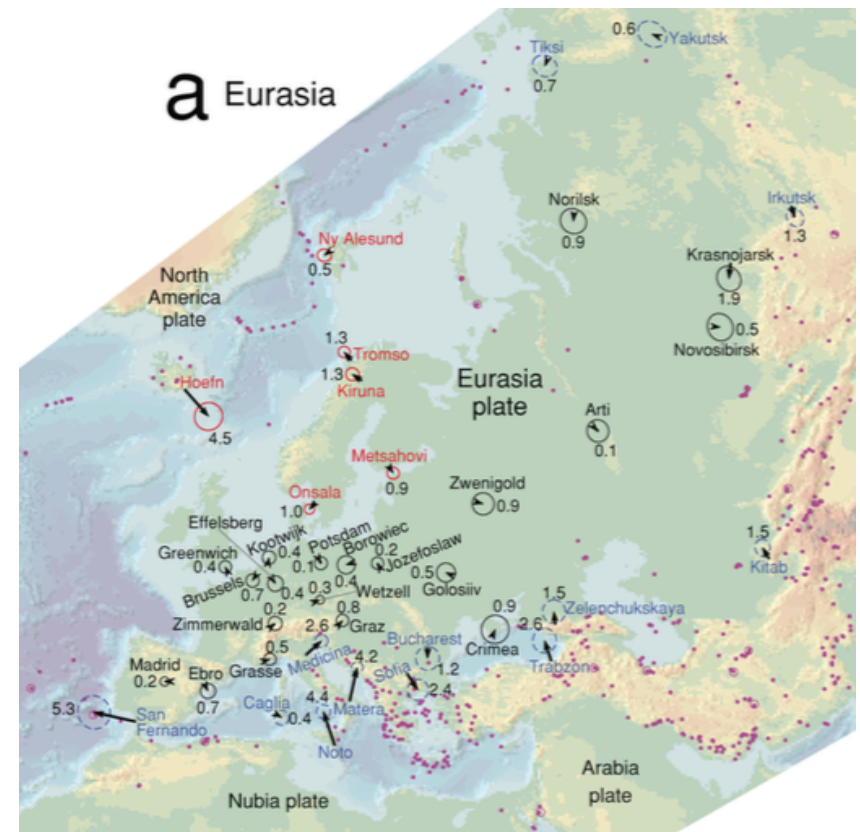 a Eurasia
0.6
Yakutsk
Tiksi
0.7
Norilsk
0.9
Irkutsk
1.3
Krasnojarsk
1.9
0.5
Novosibirsk
Ny Alesund
0.5
North
America
plate
1.3
Tromso
1.3
Kiruna
Hoefn
4.5
Eurasia
plate
Arti
0.1
Metsahovi
0.9
Zwenigold
0.9
Onsala
1.0
Effelsberg
Kootwijk
0.4
Potsdam
0.1
Borowiec
0.4
0.2
Jozefoslaw
Greenwich
0.4
Brussels
0.7
0.4
0.3
Wetzell
0.5
Golosiiv
1.5
Kitab
0.2
Zimmerwald
0.8
Graz
2.6
Medicina
0.5
Grasse
4.2
Matera
Bucharest
1.2
Sofia
2.4
0.9
Crimea
1.5
Zelenchukskaya
2.6
Trabzon
Madrid
0.2
Ebro
0.7
Caglia
0.4
4.4
Noto
5.3
San
Fernando
Nubia plate
Arabia
plate